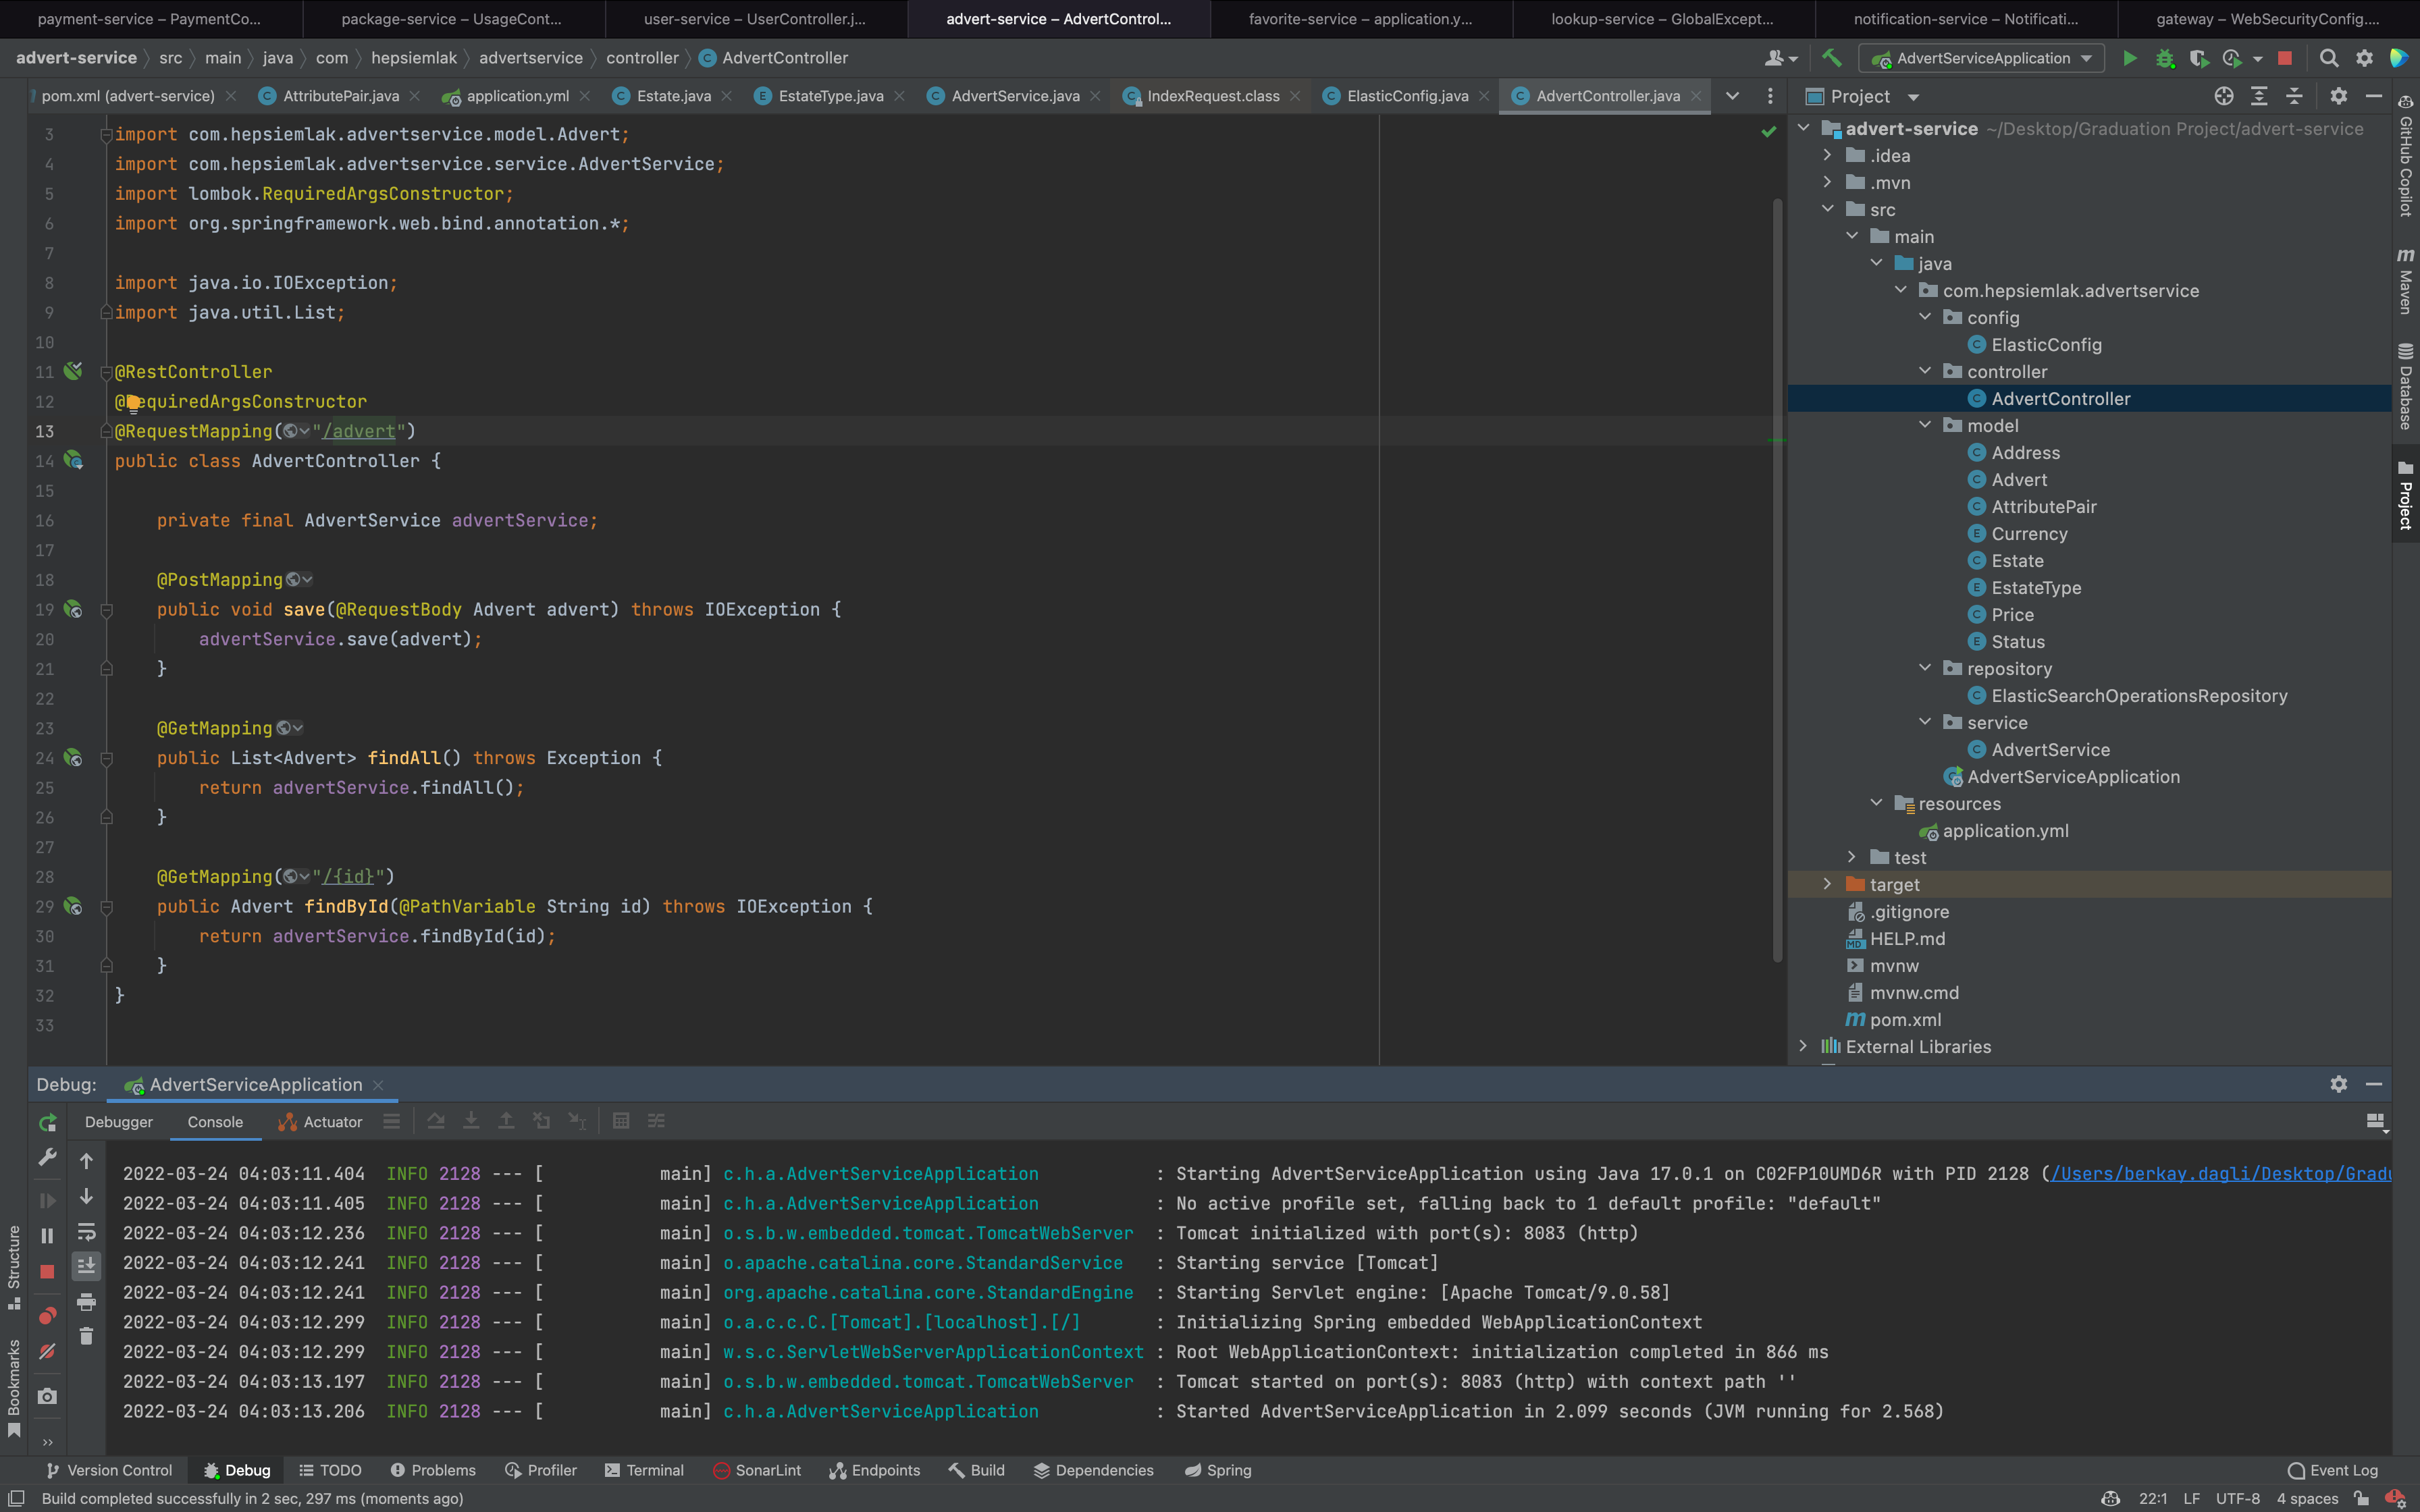 payment-service – PaymentCo...
package-service – UsageCont...
user-service – UserController.j...
advert-service – AdvertControl...
favorite-service – application.y...
lookup-service – GlobalExcept...
notification-service – Notificati...
gateway – WebSecurityConfig....
advert-service src main java com hepsiemlak advertservice controller AdvertController
AdvertServiceApplication
pom.xml (advert-service)
AttributePair.java
application.yml
Estate.java
EstateType.java
AdvertService.java
IndexRequest.class
ElasticConfig.java
AdvertController.java
3 import com.hepsiemlak.advertservice.model.Advert;
4 import com.hepsiemlak.advertservice.service.AdvertService;
5 import lombok.RequiredArgsConstructor;
6 import org.springframework.web.bind.annotation.*;
7
8 import java.io.IOException;
9 import java.util.List;
10
11 @RestController
12 @RequiredArgsConstructor
13 @RequestMapping("/advert")
14 public class AdvertController {
15
16 private final AdvertService advertService;
17
18 @PostMapping
19 public void save(@RequestBody Advert advert) throws IOException {
20 advertService.save(advert);
21 }
22
23 @GetMapping
24 public List<Advert> findAll() throws Exception {
25 return advertService.findAll();
26 }
27
28 @GetMapping("/{id}")
29 public Advert findById(@PathVariable String id) throws IOException {
30 return advertService.findById(id);
31 }
32 }
33
Project
advert-service ~/Desktop/Graduation Project/advert-service
.idea
.mvn
src
main
java
com.hepsiemlak.advertservice
config
ElasticConfig
controller
AdvertController
model
Address
Advert
AttributePair
Currency
Estate
EstateType
Price
Status
repository
ElasticSearchOperationsRepository
service
AdvertService
AdvertServiceApplication
resources
application.yml
test
target
.gitignore
HELP.md
mvnw
mvnw.cmd
pom.xml
External Libraries
GitHub Copilot
Maven
Database
Project
Debug: AdvertServiceApplication
Debugger Console Actuator
2022-03-24 04:03:11.404 INFO 2128 --- [ main] c.h.a.AdvertServiceApplication : Starting AdvertServiceApplication using Java 17.0.1 on C02FP10UMD6R with PID 2128 (/Users/berkay.dagli/Desktop/Gradu
2022-03-24 04:03:11.405 INFO 2128 --- [ main] c.h.a.AdvertServiceApplication : No active profile set, falling back to 1 default profile: "default"
2022-03-24 04:03:12.236 INFO 2128 --- [ main] o.s.b.w.embedded.tomcat.TomcatWebServer : Tomcat initialized with port(s): 8083 (http)
2022-03-24 04:03:12.241 INFO 2128 --- [ main] o.apache.catalina.core.StandardService : Starting service [Tomcat]
2022-03-24 04:03:12.241 INFO 2128 --- [ main] org.apache.catalina.core.StandardEngine : Starting Servlet engine: [Apache Tomcat/9.0.58]
2022-03-24 04:03:12.299 INFO 2128 --- [ main] o.a.c.c.C.[Tomcat].[localhost].[/] : Initializing Spring embedded WebApplicationContext
2022-03-24 04:03:12.299 INFO 2128 --- [ main] w.s.c.ServletWebServerApplicationContext : Root WebApplicationContext: initialization completed in 866 ms
2022-03-24 04:03:13.197 INFO 2128 --- [ main] o.s.b.w.embedded.tomcat.TomcatWebServer : Tomcat started on port(s): 8083 (http) with context path ''
2022-03-24 04:03:13.206 INFO 2128 --- [ main] c.h.a.AdvertServiceApplication : Started AdvertServiceApplication in 2.099 seconds (JVM running for 2.568)
Structure
Bookmarks
Version Control Debug TODO Problems Profiler Terminal SonarLint Endpoints Build Dependencies Spring Event Log
Build completed successfully in 2 sec, 297 ms (moments ago)
22:1 LF UTF-8 4 spaces